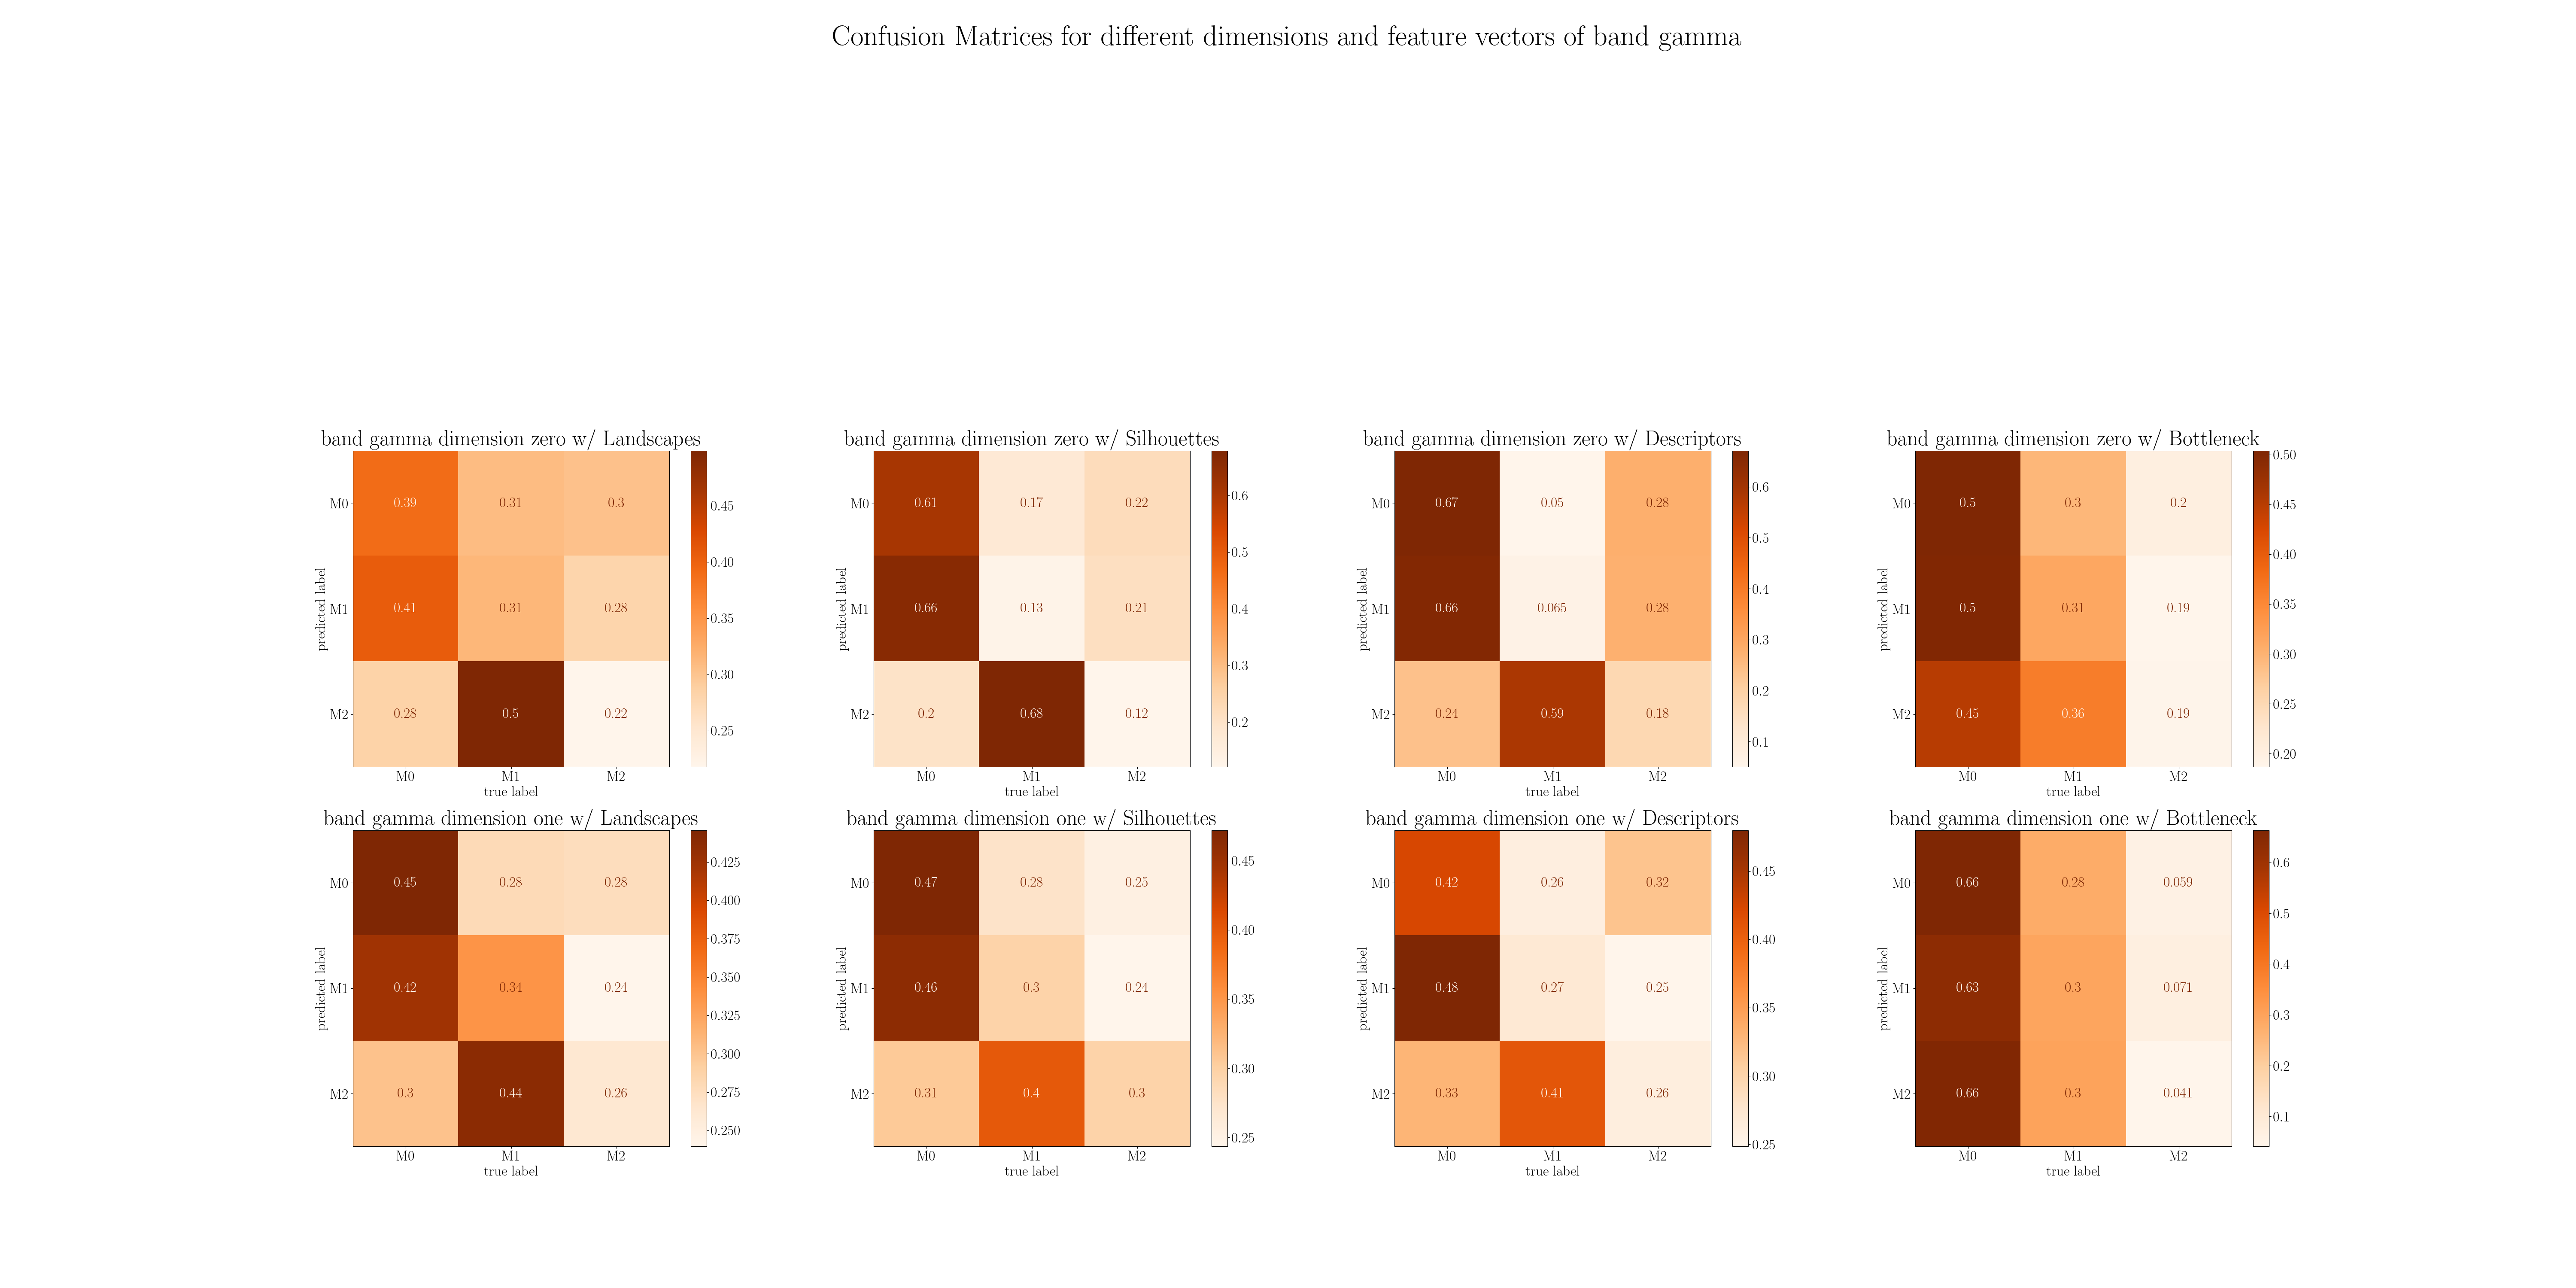 Confusion Matrices for different dimensions and feature vectors of band gamma
band gamma dimension zero w/ Landscapes
M0 0.39 0.31 0.3
M1 0.41 0.31 0.28
M2 0.28 0.5 0.22
M0 M1 M2
true label
predicted label
0.45
0.40
0.35
0.30
0.25
band gamma dimension zero w/ Silhouettes
M0 0.61 0.17 0.22
M1 0.66 0.13 0.21
M2 0.2 0.68 0.12
M0 M1 M2
true label
predicted label
0.6
0.5
0.4
0.3
0.2
band gamma dimension zero w/ Descriptors
M0 0.67 0.05 0.28
M1 0.66 0.065 0.28
M2 0.24 0.59 0.18
M0 M1 M2
true label
predicted label
0.6
0.5
0.4
0.3
0.2
0.1
band gamma dimension zero w/ Bottleneck
M0 0.5 0.3 0.2
M1 0.5 0.31 0.19
M2 0.45 0.36 0.19
M0 M1 M2
true label
predicted label
0.50
0.45
0.40
0.35
0.30
0.25
0.20
band gamma dimension one w/ Landscapes
M0 0.45 0.28 0.28
M1 0.42 0.34 0.24
M2 0.3 0.44 0.26
M0 M1 M2
true label
predicted label
0.425
0.400
0.375
0.350
0.325
0.300
0.275
0.250
band gamma dimension one w/ Silhouettes
M0 0.47 0.28 0.25
M1 0.46 0.3 0.24
M2 0.31 0.4 0.3
M0 M1 M2
true label
predicted label
0.45
0.40
0.35
0.30
0.25
band gamma dimension one w/ Descriptors
M0 0.42 0.26 0.32
M1 0.48 0.27 0.25
M2 0.33 0.41 0.26
M0 M1 M2
true label
predicted label
0.45
0.40
0.35
0.30
0.25
band gamma dimension one w/ Bottleneck
M0 0.66 0.28 0.059
M1 0.63 0.3 0.071
M2 0.66 0.3 0.041
M0 M1 M2
true label
predicted label
0.6
0.5
0.4
0.3
0.2
0.1